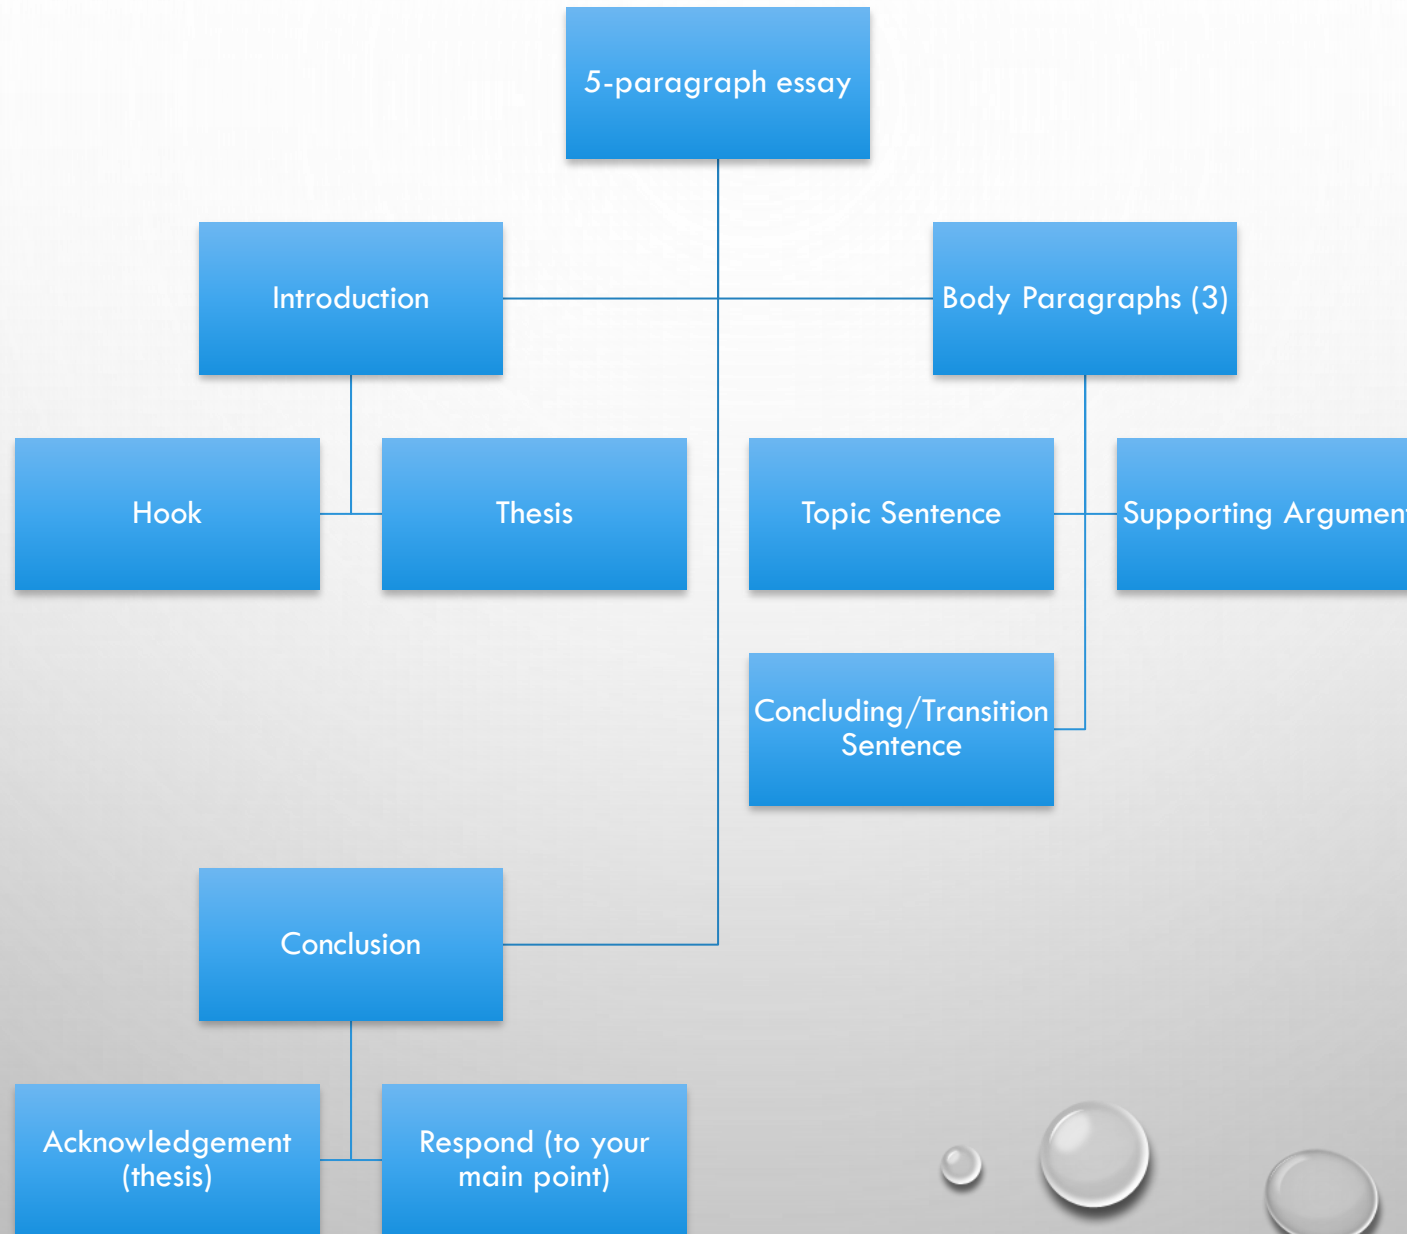 5-paragraph essay
Introduction
Body Paragraphs (3)
Hook
Thesis
Topic Sentence
Supporting Argument
Concluding/Transition
Sentence
Conclusion
Acknowledgement
(thesis)
Respond (to your
main point)